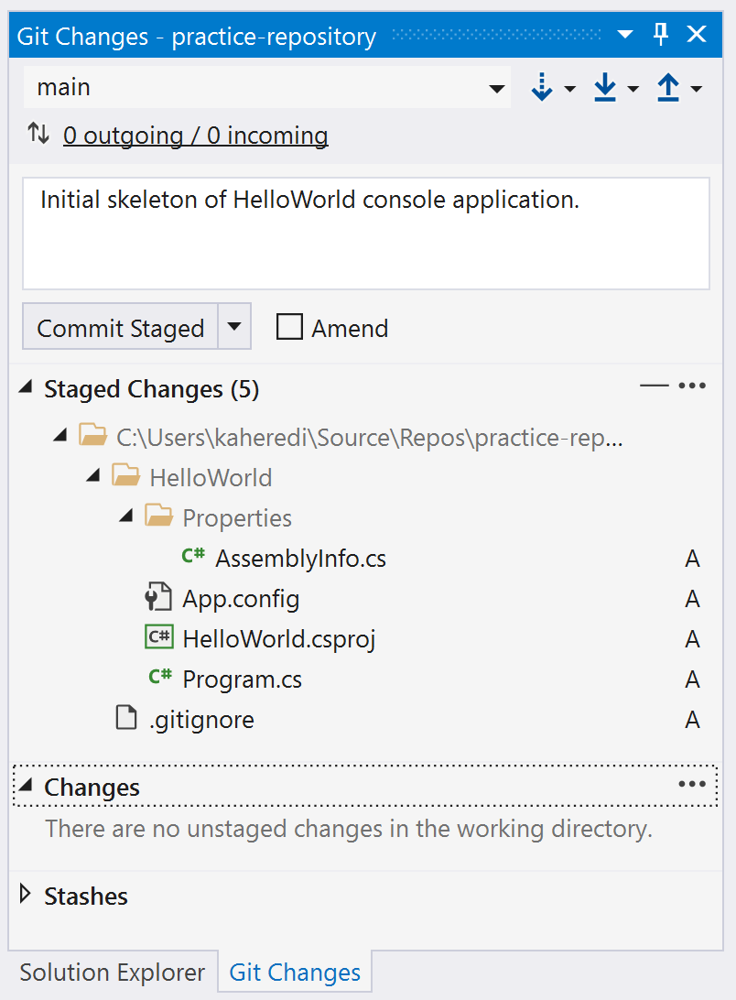 Git Changes - practice-repository
main
0 outgoing / 0 incoming
Initial skeleton of HelloWorld console application.
Commit Staged
Amend
Staged Changes (5)
C:\Users\kaheredi\Source\Repos\practice-rep...
HelloWorld
Properties
C# AssemblyInfo.cs A
App.config A
C# HelloWorld.csproj A
C# Program.cs A
.gitignore A
Changes
There are no unstaged changes in the working directory.
Stashes
Solution Explorer Git Changes